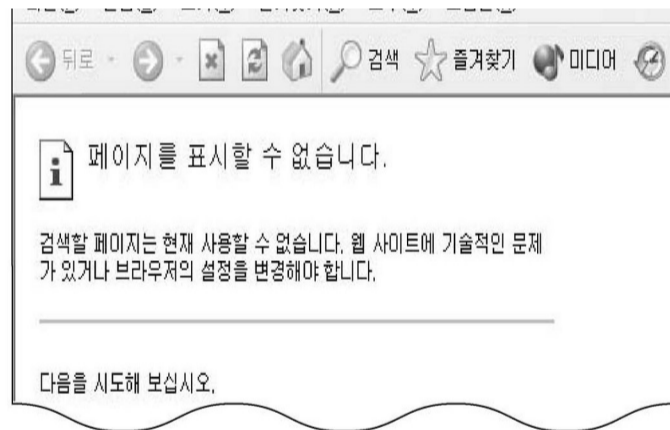 뒤로 검색 즐겨찾기 미디어
페이지를 표시할 수 없습니다.
검색할 페이지는 현재 사용할 수 없습니다. 웹 사이트에 기술적인 문제
가 있거나 브라우저의 설정을 변경해야 합니다.
다음을 시도해 보십시오.